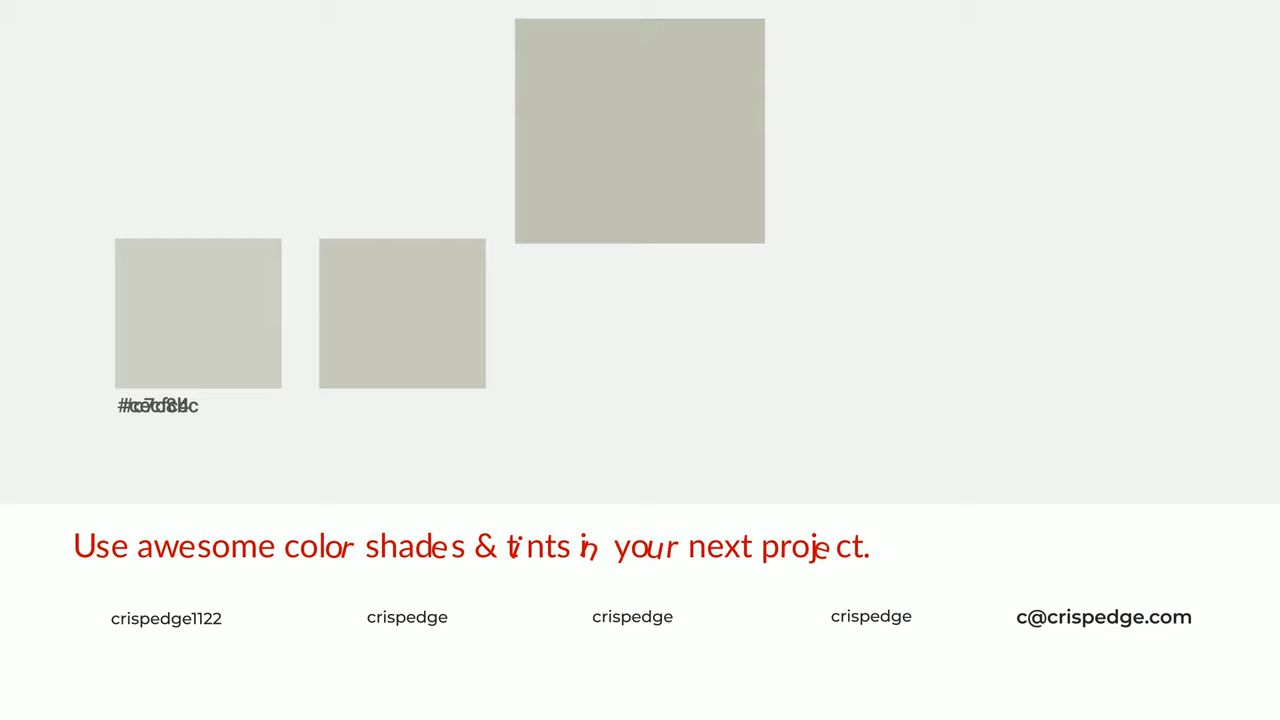 Use awesome color shades & tints in your next project.
crispedge1122 crispedge crispedge crispedge c@crispedge.com